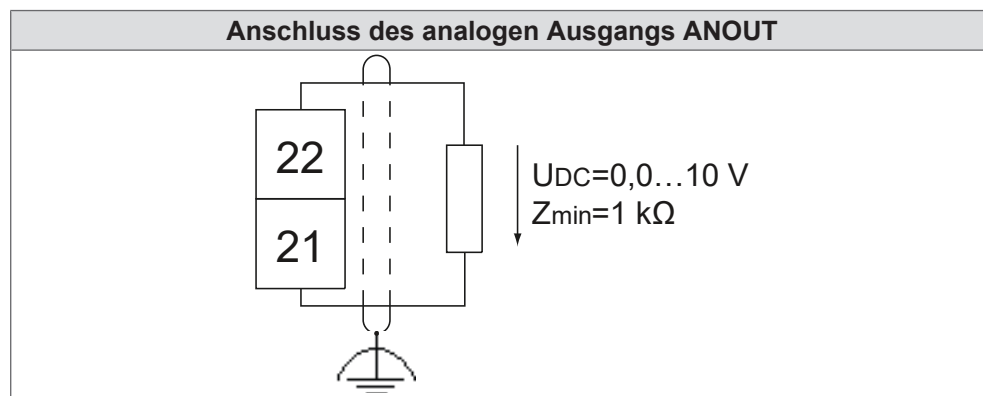 Anschluss des analogen Ausgangs ANOUT
22
21
UDC=0,0…10 V
Zmin=1 kΩ